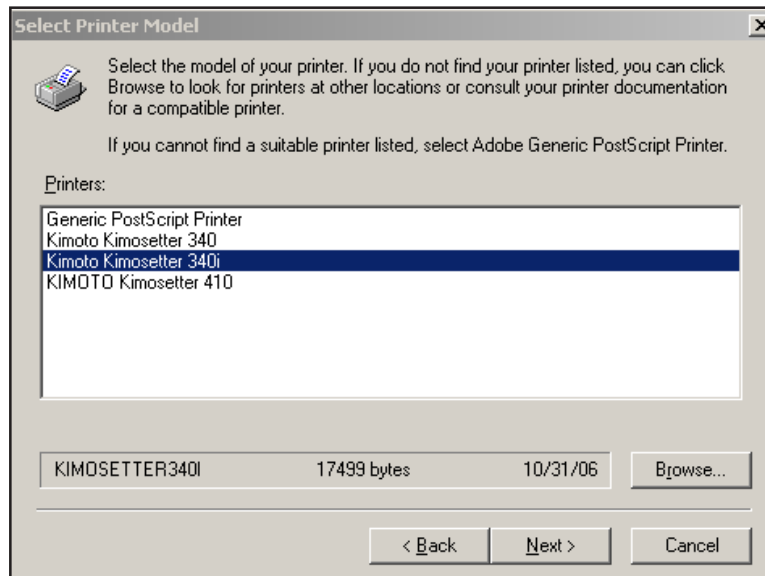 Select Printer Model
Select the model of your printer. If you do not find your printer listed, you can click
Browse to look for printers at other locations or consult your printer documentation
for a compatible printer.
If you cannot find a suitable printer listed, select Adobe Generic PostScript Printer.
Printers:
Generic PostScript Printer
Kimoto Kimosetter 340
Kimoto Kimosetter 340i
KIMOTO Kimosetter 410
KIMOSETTER340I 17499 bytes 10/31/06 Browse...
< Back Next > Cancel